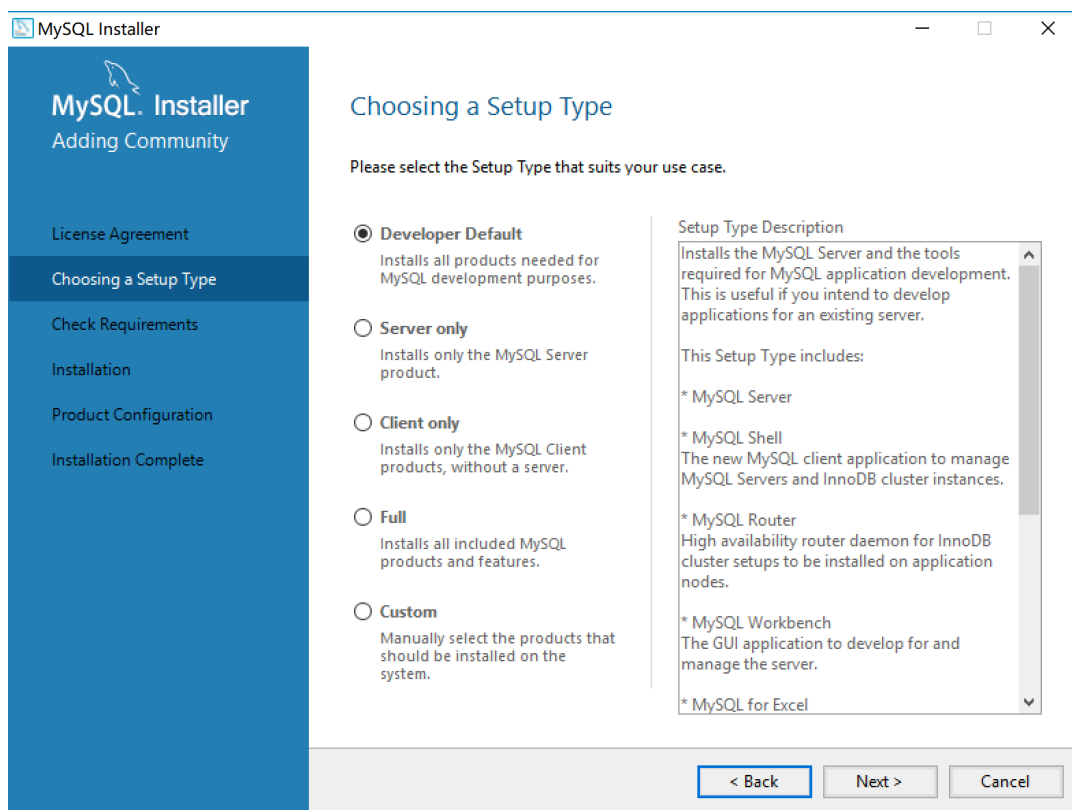 MySQL Installer
MySQL. Installer
Adding Community
License Agreement
Choosing a Setup Type
Check Requirements
Installation
Product Configuration
Installation Complete
Choosing a Setup Type
Please select the Setup Type that suits your use case.
Developer Default
Installs all products needed for
MySQL development purposes.
Server only
Installs only the MySQL Server
product.
Client only
Installs only the MySQL Client
products, without a server.
Full
Installs all included MySQL
products and features.
Custom
Manually select the products that
should be installed on the
system.
Setup Type Description
Installs the MySQL Server and the tools
required for MySQL application development.
This is useful if you intend to develop
applications for an existing server.
This Setup Type includes:
* MySQL Server
* MySQL Shell
The new MySQL client application to manage
MySQL Servers and InnoDB cluster instances.
* MySQL Router
High availability router daemon for InnoDB
cluster setups to be installed on application
nodes.
* MySQL Workbench
The GUI application to develop for and
manage the server.
* MySQL for Excel
< Back
Next >
Cancel